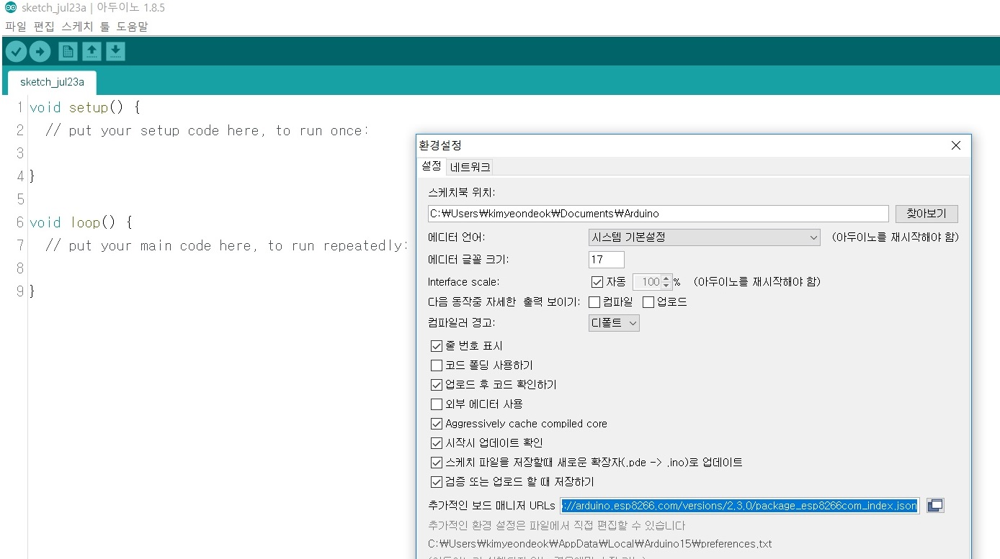 sketch_jul23a | 아두이노 1.8.5
파일 편집 스케치 툴 도움말
sketch_jul23a
1 void setup() {
2 // put your setup code here, to run once:
3
4 }
5
6 void loop() {
7 // put your main code here, to run repeatedly:
8
9 }
환경설정
설정 네트워크
스케치북 위치:
C:₩Users₩kimyeondeok₩Documents₩Arduino 찾아보기
에디터 언어: 시스템 기본설정 (아두이노를 재시작해야 함)
에디터 글꼴 크기: 17
Interface scale: 자동 100 % (아두이노를 재시작해야 함)
다음 동작중 자세한 출력 보이기: 컴파일 업로드
컴파일러 경고: 디폴트
줄 번호 표시
코드 폴딩 사용하기
업로드 후 코드 확인하기
외부 에디터 사용
Aggressively cache compiled core
시작시 업데이트 확인
스케치 파일을 저장할때 새로운 확장자(.pde -> .ino)로 업데이트
검증 또는 업로드 할 때 저장하기
추가적인 보드 매니저 URLs ://arduino.esp8266.com/versions/2.3.0/package_esp8266com_index.json
추가적인 환경 설정은 파일에서 직접 편집할 수 있습니다
C:₩Users₩kimyeondeok₩AppData₩Local₩Arduino15₩preferences.txt